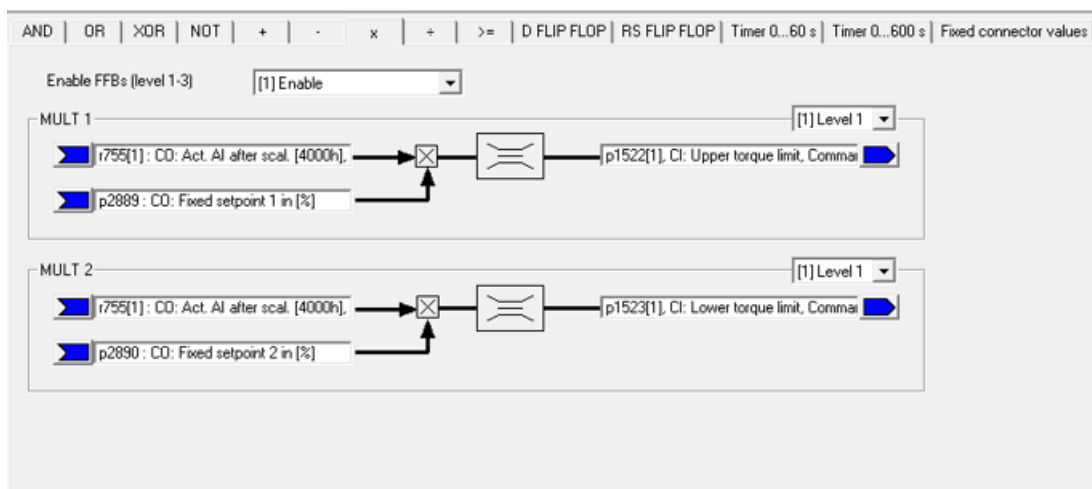 AND OR XOR NOT + - x ÷ >= D FLIP FLOP RS FLIP FLOP Timer 0...60 s Timer 0...600 s Fixed connector values
Enable FFBs (level 1-3) [1] Enable
MULT 1 [1] Level 1
r755[1] : CO: Act. AI after scal. [4000h], p1522[1], CI: Upper torque limit, Commar
p2889 : CO: Fixed setpoint 1 in [%]
MULT 2 [1] Level 1
r755[1] : CO: Act. AI after scal. [4000h], p1523[1], CI: Lower torque limit, Commar
p2890 : CO: Fixed setpoint 2 in [%]